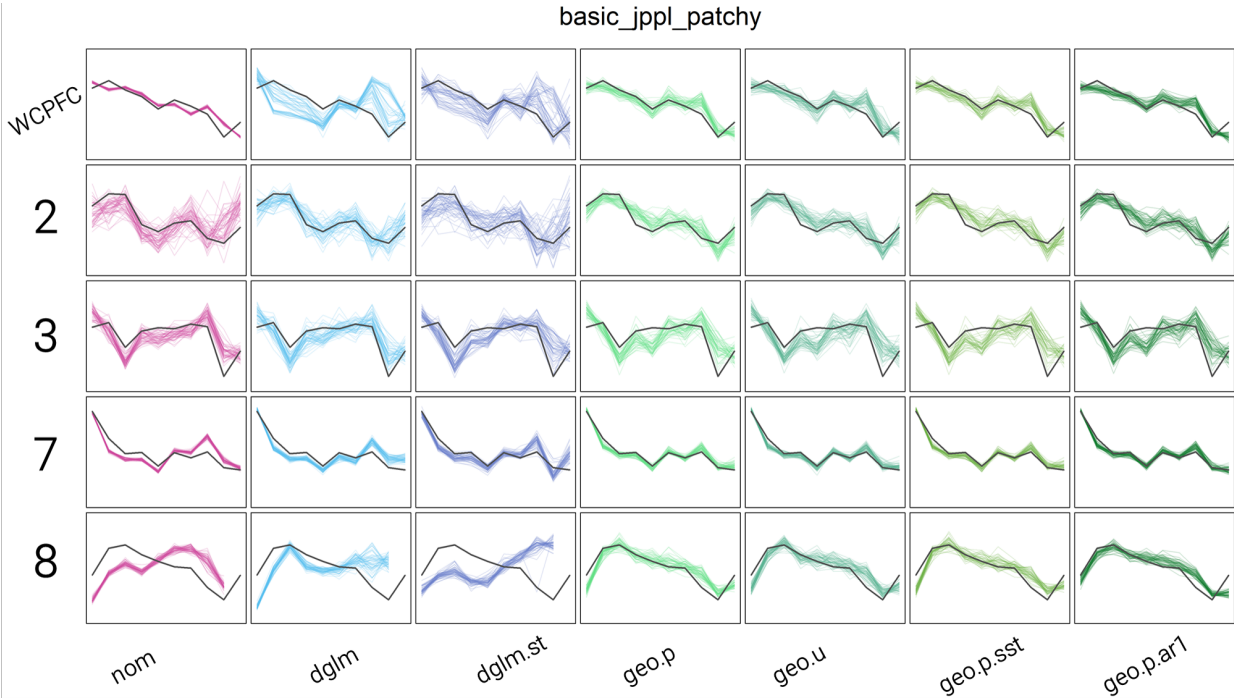 basic_jppl_patchy
WCPFC
2
3
7
8
nom
dglm
dglm.st
geo.p
geo.u
geo.p.sst
geo.p.ar1